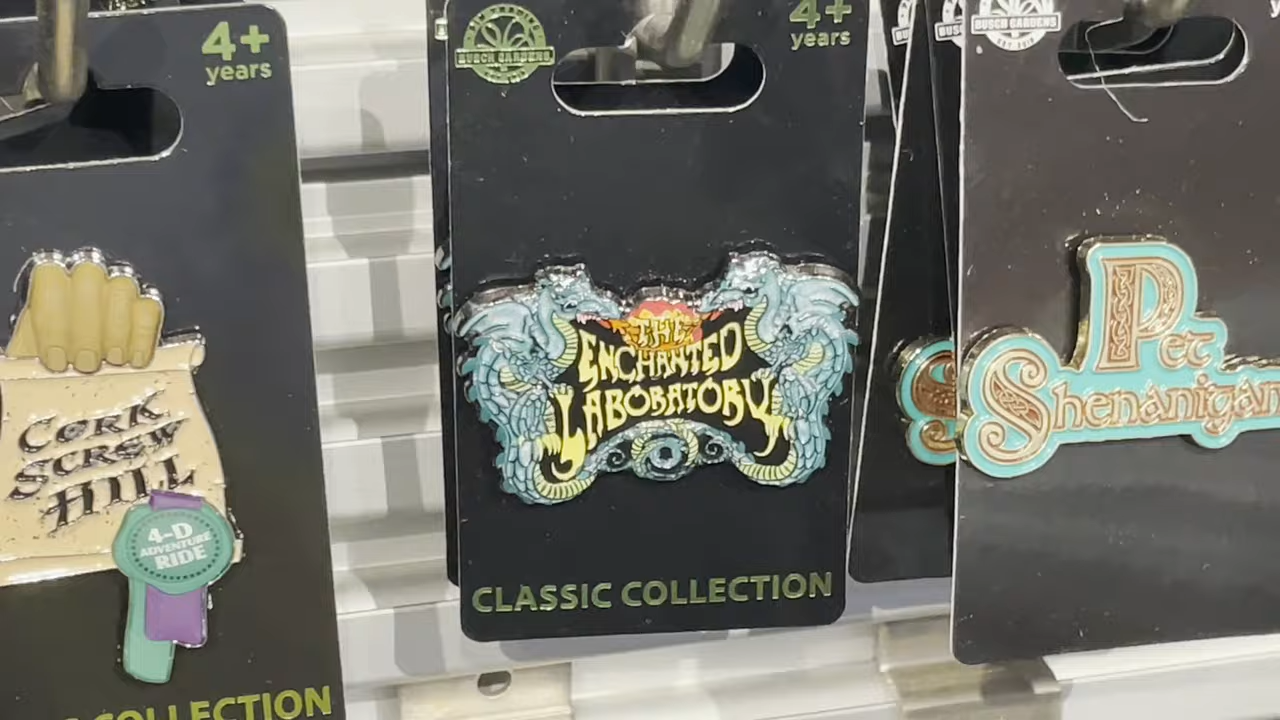 4+
years
CORK
SCREW
HILL
4-D
ADVENTURE
RIDE
COLLECTION
BUSCH GARDENS
4+
years
THE
ENCHANTED
LABORATORY
CLASSIC COLLECTION
BUSCH GARDENS
Pet
Shenanigan